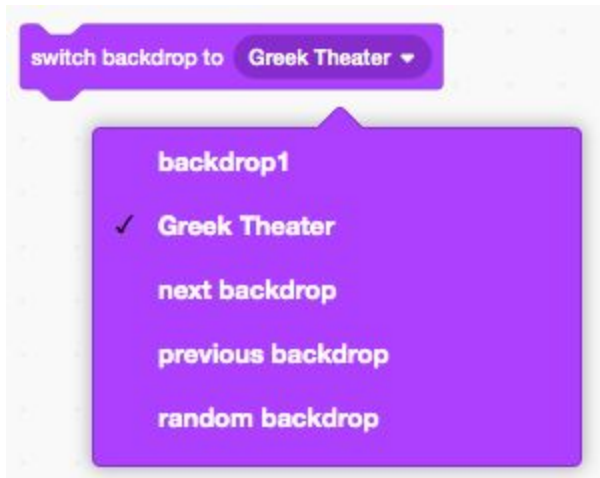 switch backdrop to Greek Theater
backdrop1
✓ Greek Theater
next backdrop
previous backdrop
random backdrop